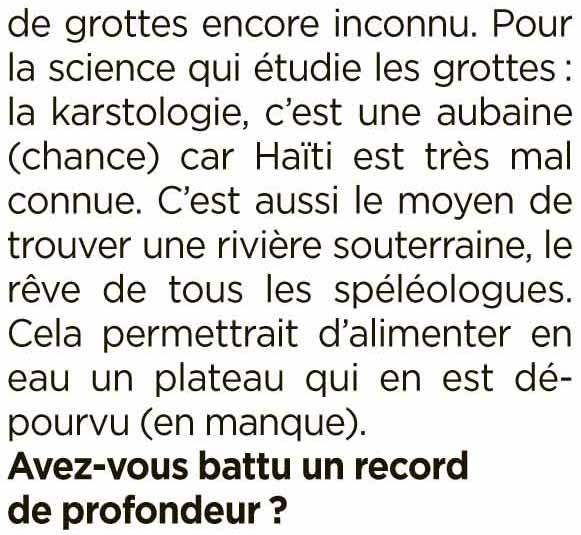 de grottes encore inconnu. Pour
la science qui étudie les grottes :
la karstologie, c'est une aubaine
(chance) car Haïti est très mal
connue. C'est aussi le moyen de
trouver une rivière souterraine, le
rêve de tous les spéléologues.
Cela permettrait d'alimenter en
eau un plateau qui en est dé-
pourvu (en manque).
Avez-vous battu un record
de profondeur ?